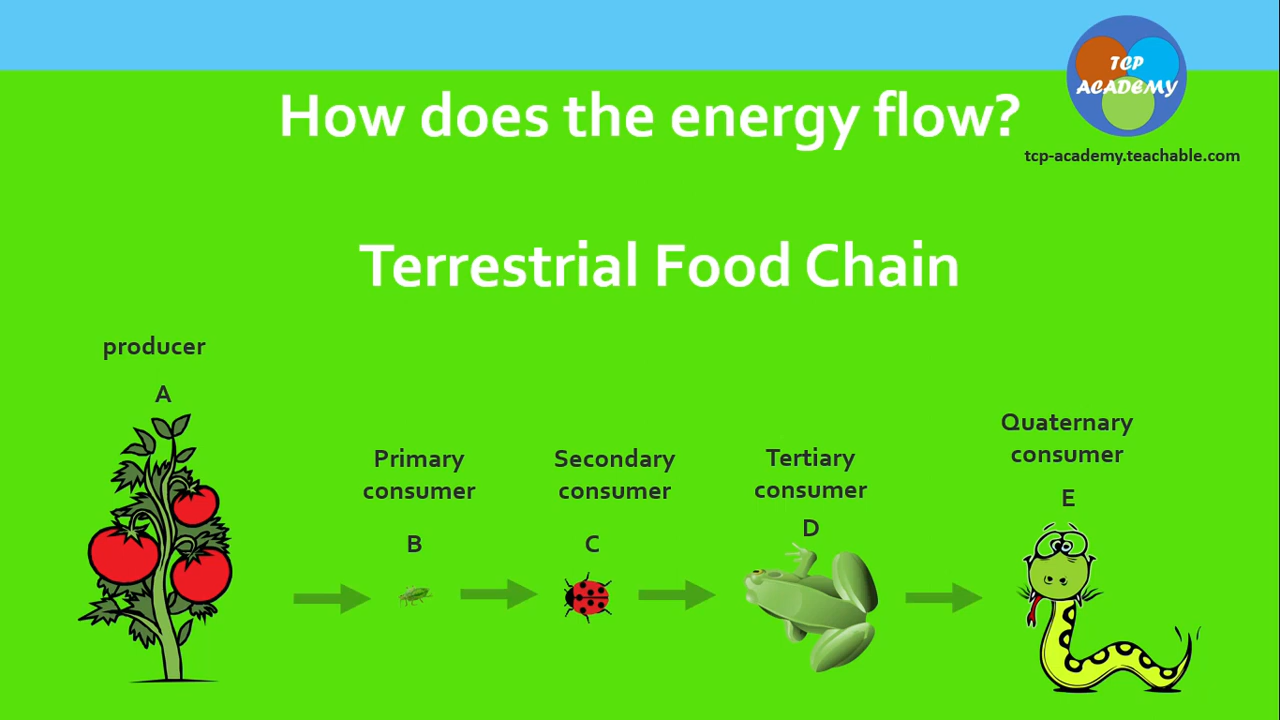 TCP
ACADEMY
How does the energy flow?
tcp-academy.teachable.com
Terrestrial Food Chain
producer
A
Primary
consumer
B
Secondary
consumer
C
Tertiary
consumer
D
Quaternary
consumer
E